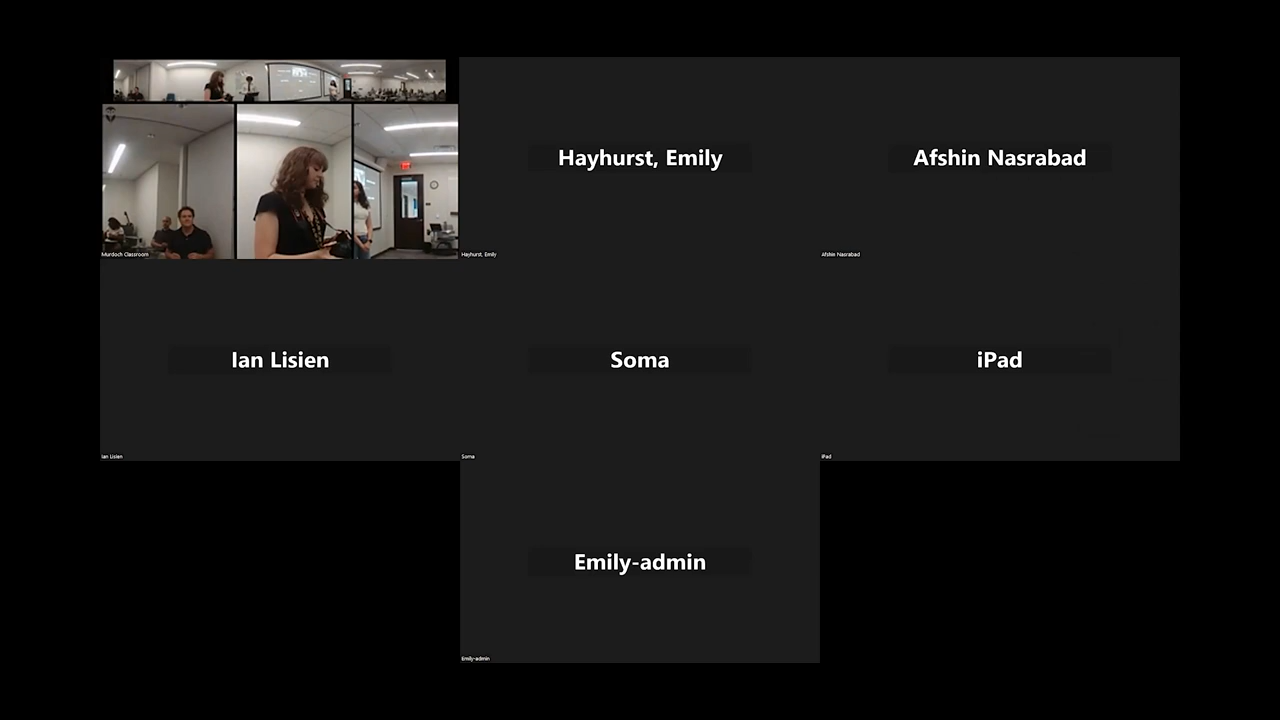 Hayhurst, Emily
Afshin Nasrabad
Murdoch Classroom
Hayhurst, Emily
Afshin Nasrabad
Ian Lisien
Soma
iPad
Ian Lisien
Soma
iPad
Emily-admin
Emily-admin